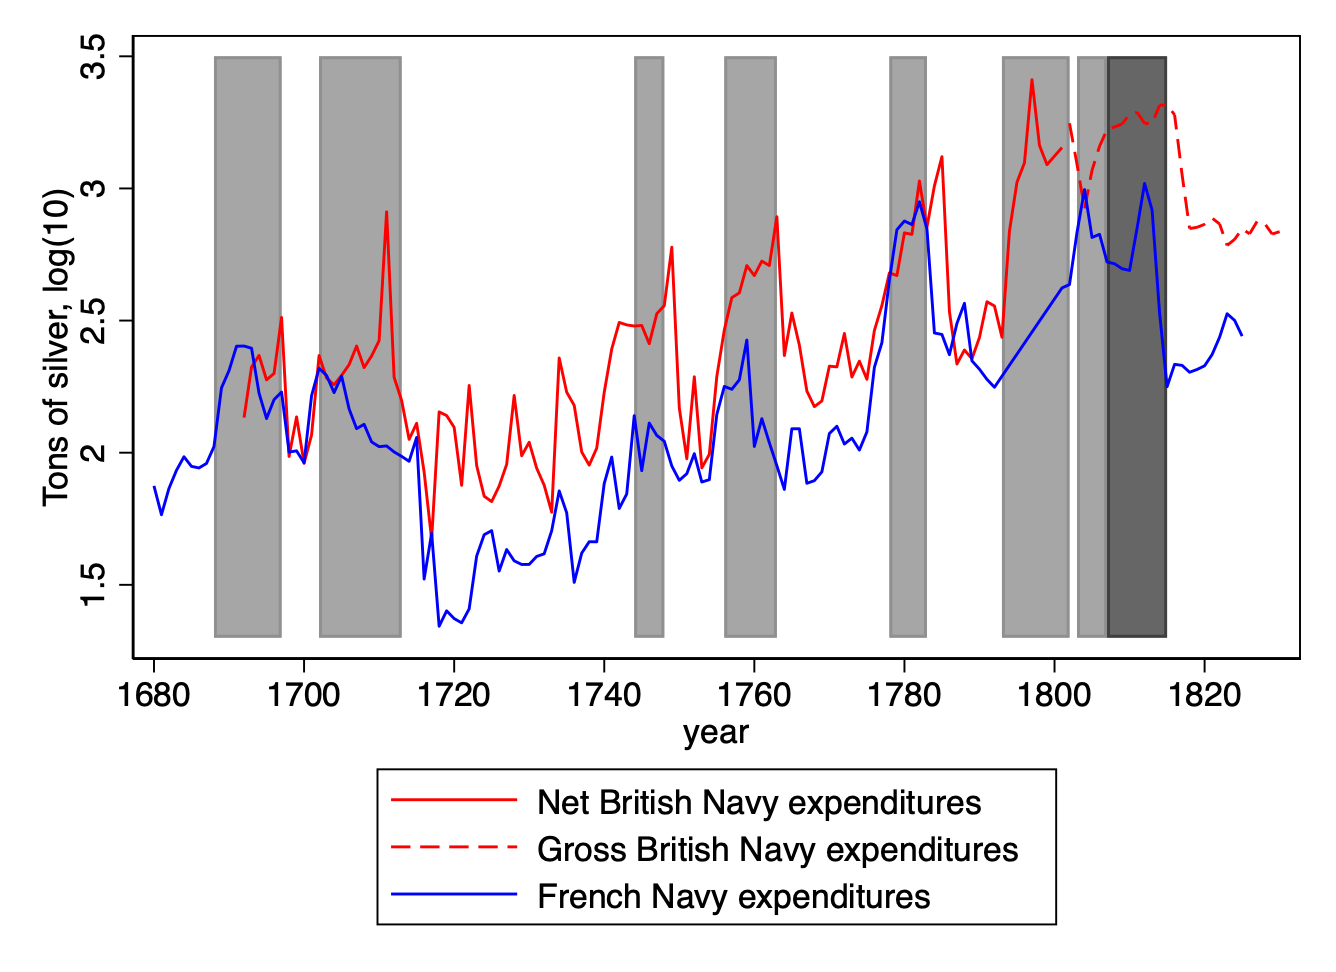 Tons of silver, log(10)
3.5
3
2.5
2
1.5
1680 1700 1720 1740 1760 1780 1800 1820
year
Net British Navy expenditures
Gross British Navy expenditures
French Navy expenditures